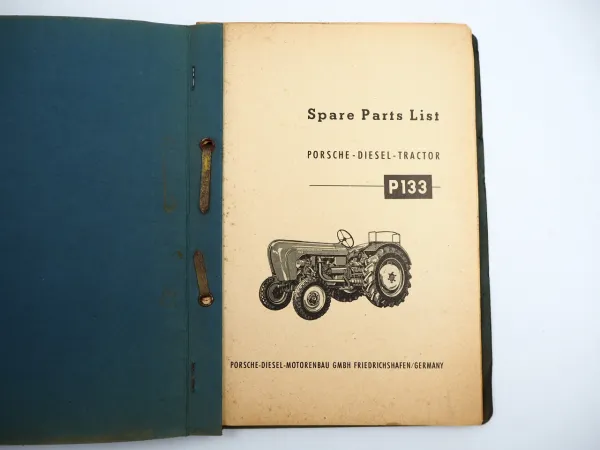 Spare Parts List
PORSCHE-DIESEL-TRACTOR
P133
PORSCHE-DIESEL-MOTORENBAU GMBH FRIEDRICHSHAFEN/GERMANY